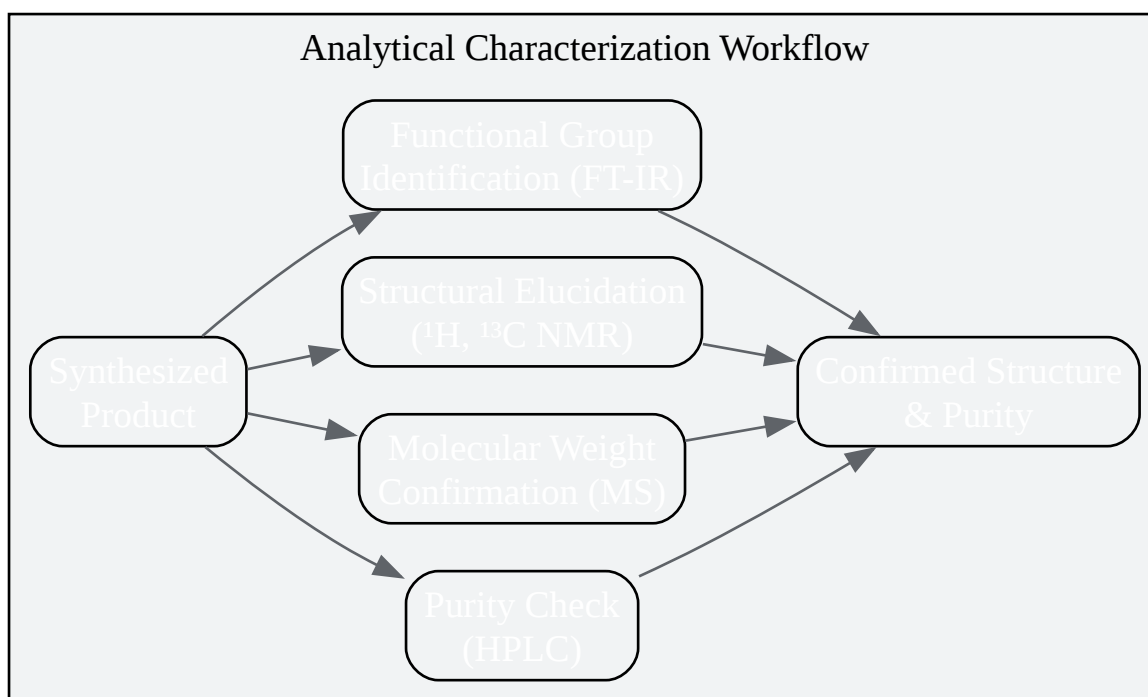 Analytical Characterization Workflow
Functional Group
Identification (FT-IR)
Structural Elucidation
(¹H, ¹³C NMR)
Synthesized
Product
Confirmed Structure
& Purity
Molecular Weight
Confirmation (MS)
Purity Check
(HPLC)